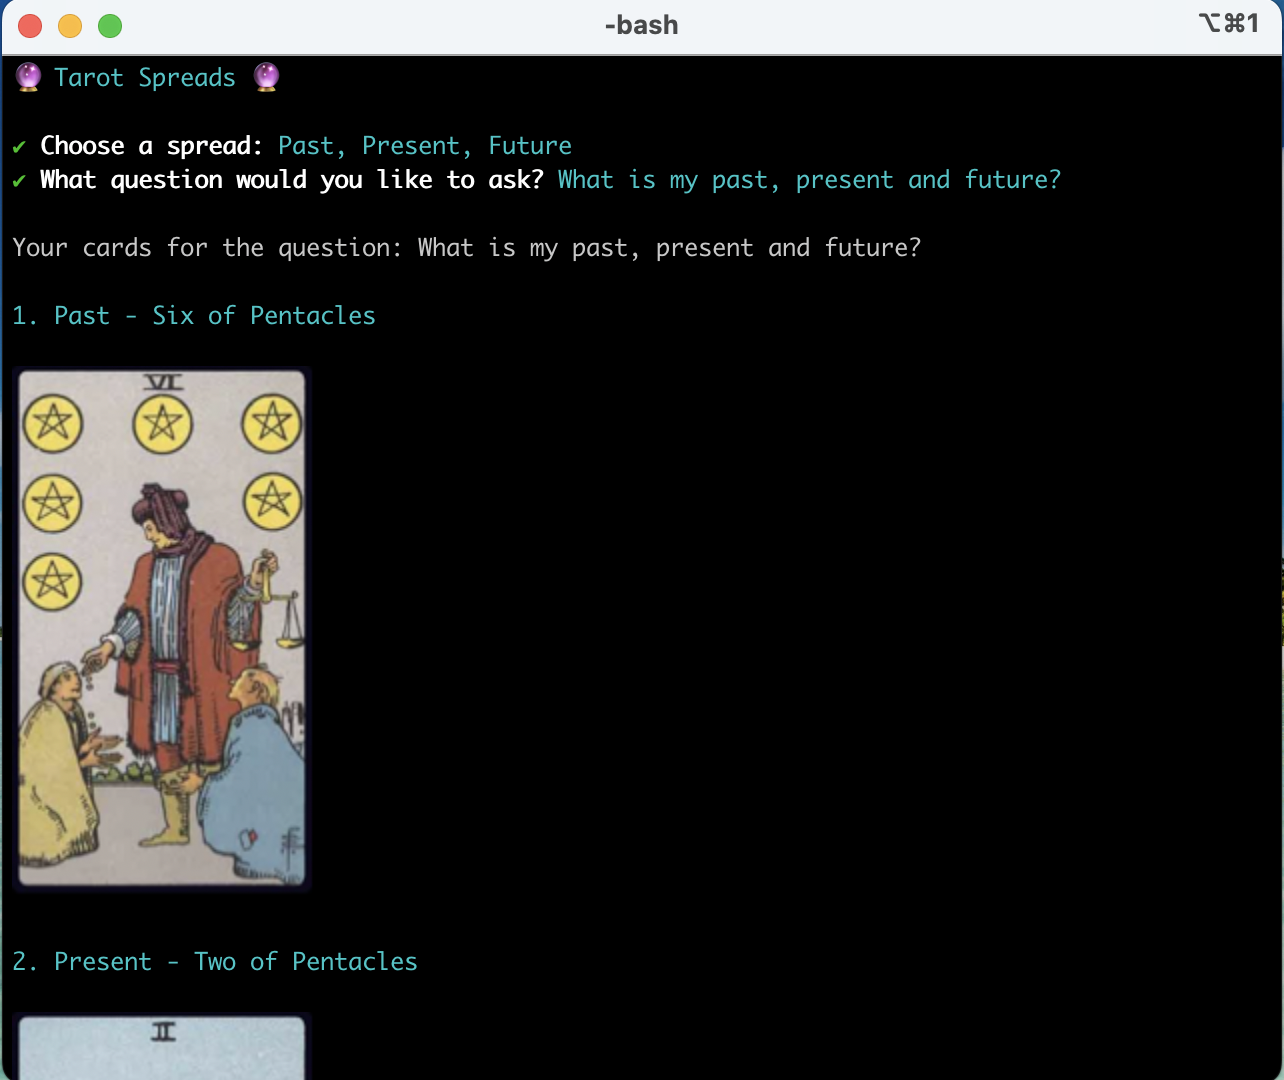 -bash
⌥⌘1
🔮 Tarot Spreads 🔮
✔ Choose a spread: Past, Present, Future
✔ What question would you like to ask? What is my past, present and future?
Your cards for the question: What is my past, present and future?
1. Past - Six of Pentacles
VI
2. Present - Two of Pentacles
II